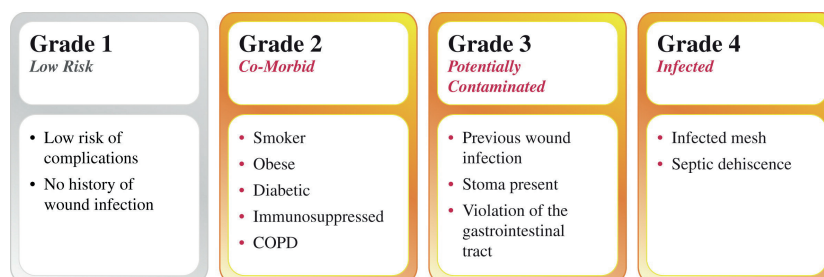 Grade 1
Low Risk
• Low risk of
complications
• No history of
wound infection
Grade 2
Co-Morbid
• Smoker
• Obese
• Diabetic
• Immunosuppressed
• COPD
Grade 3
Potentially
Contaminated
• Previous wound
infection
• Stoma present
• Violation of the
gastrointestinal
tract
Grade 4
Infected
• Infected mesh
• Septic dehiscence